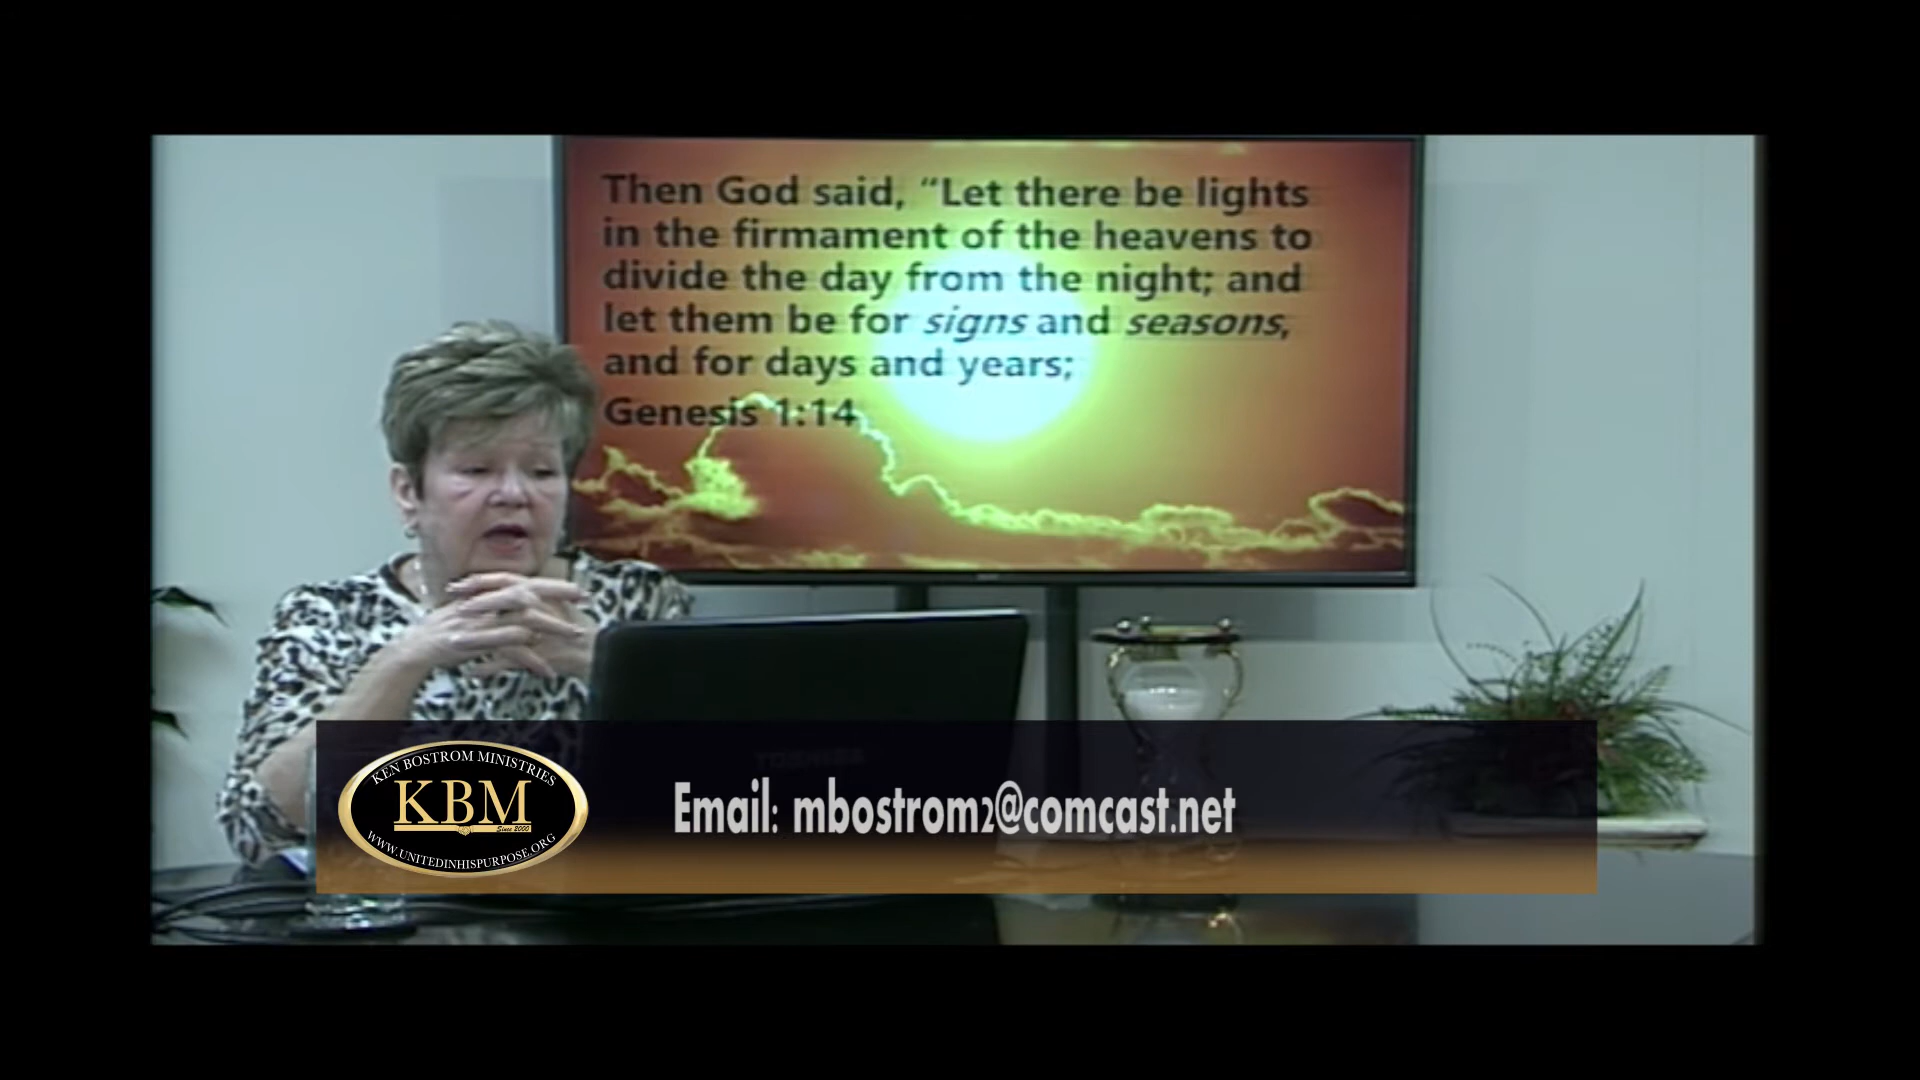 Then God said, “Let there be lights
in the firmament of the heavens to
divide the day from the night; and
let them be for signs and seasons,
and for days and years;
Genesis 1:14
KEN BOSTROM MINISTRIES
KBM
Since 2000
WWW.UNITEDINHISPURPOSE.ORG
Email: mbostrom2@comcast.net